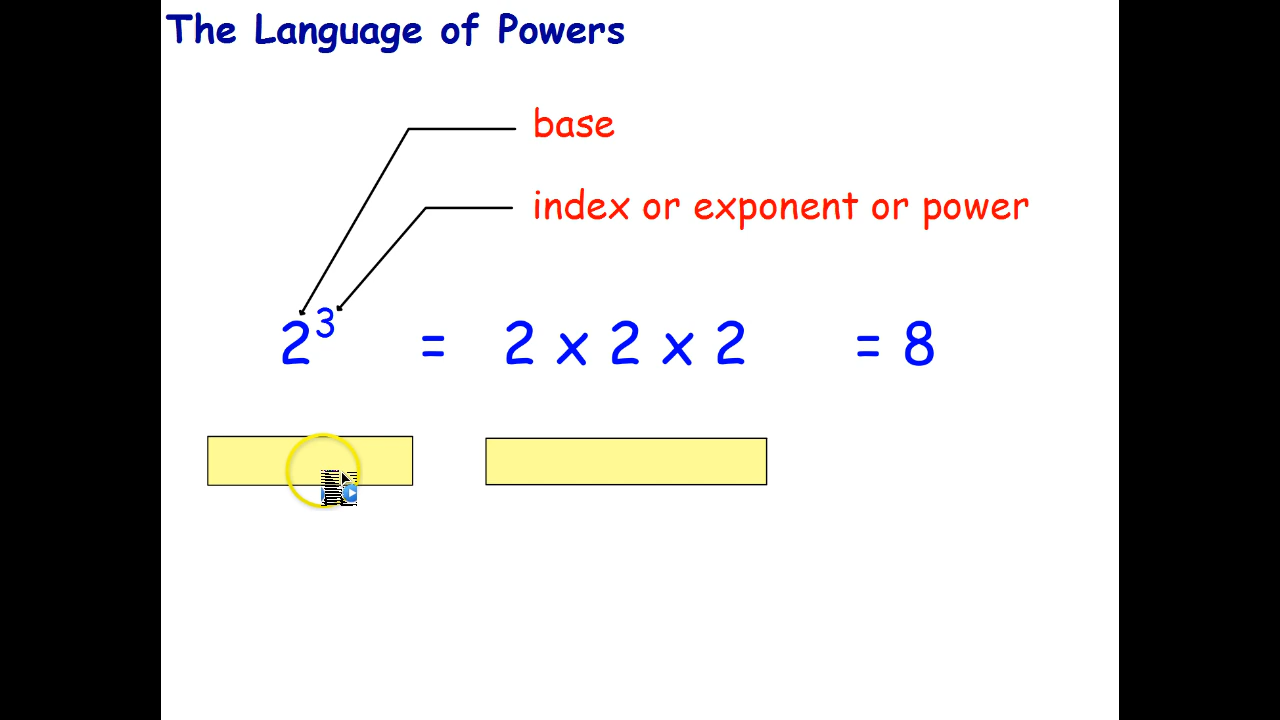 The Language of Powers
base
index or exponent or power
2³ = 2 x 2 x 2 = 8